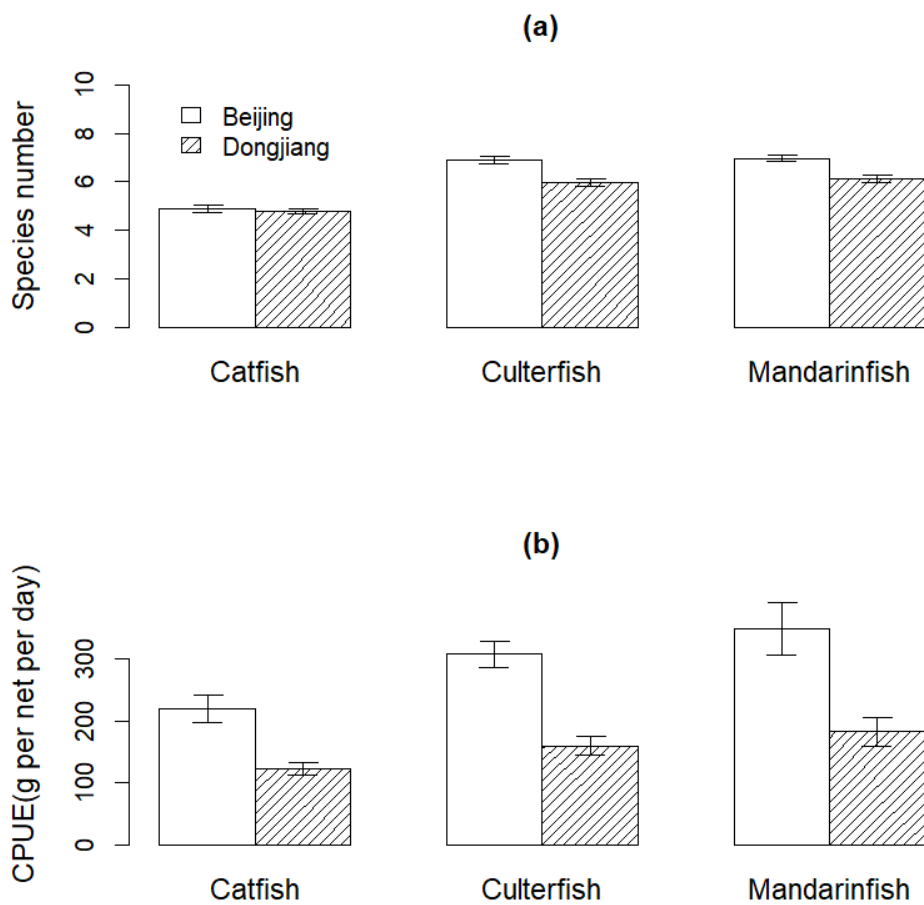 (a)
Species number
10
8
6
4
2
0
Beijing
Dongjiang
Catfish Culterfish Mandarinfish
(b)
CPUE(g per net per day)
300
200
100
0
Catfish Culterfish Mandarinfish